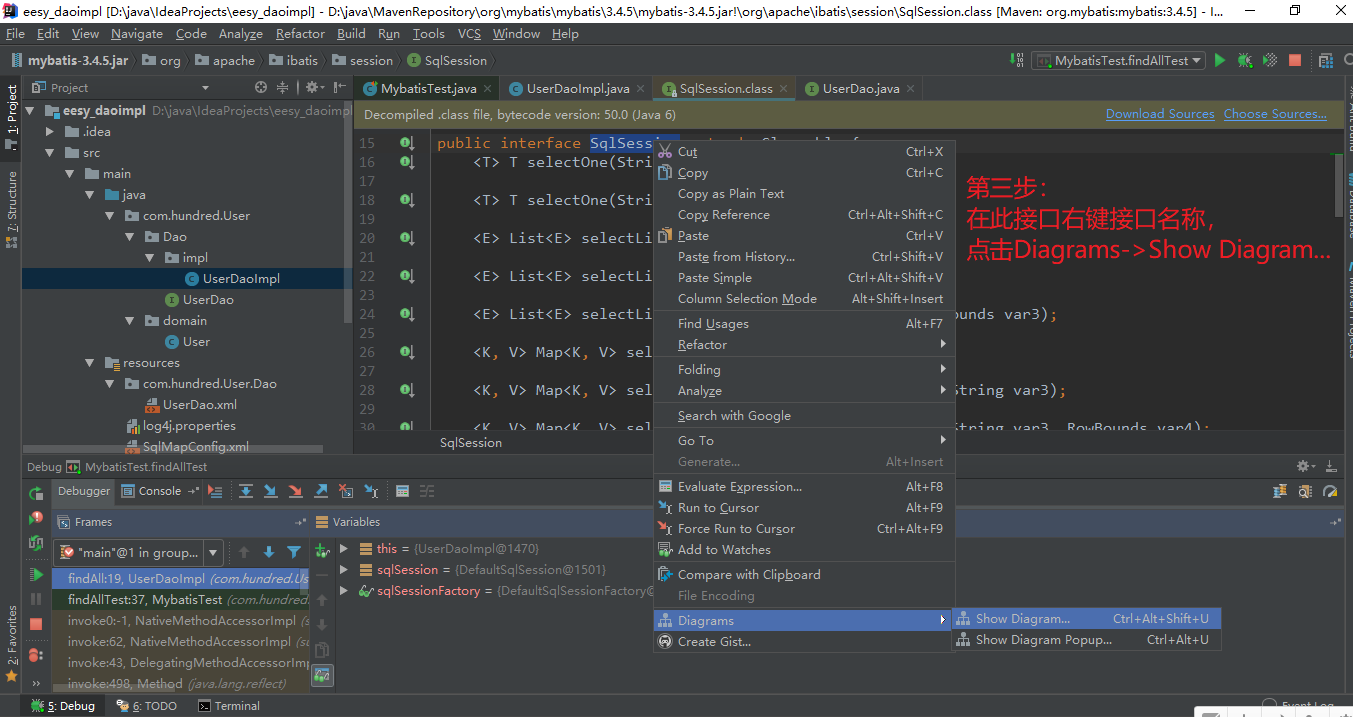 eesy_daoimpl [D:\java\IdeaProjects\eesy_daoimpl] - D:\java\MavenRepository\org\mybatis\mybatis\3.4.5\mybatis-3.4.5.jar!\org\apache\ibatis\session\SqlSession.class [Maven: org.mybatis:mybatis:3.4.5] - I...
File Edit View Navigate Code Analyze Refactor Build Run Tools VCS Window Help
mybatis-3.4.5.jar org apache ibatis session SqlSession
MybatisTest.findAllTest
1: Project
Z: Structure
2: Favorites
Project
eesy_daoimpl D:\java\IdeaProjects\eesy_daoimpl
.idea
src
main
java
com.hundred.User
Dao
impl
UserDaoImpl
UserDao
domain
User
resources
com.hundred.User.Dao
UserDao.xml
log4j.properties
SqlMapConfig.xml
MybatisTest.java UserDaoImpl.java SqlSession.class UserDao.java
Decompiled .class file, bytecode version: 50.0 (Java 6) Download Sources Choose Sources...
15 public interface SqlSession
16 <T> T selectOne(Stri
17
18 <T> T selectOne(Stri
19
20 <E> List<E> selectLi
21
22 <E> List<E> selectLi
23
24 <E> List<E> selectLi ounds var3);
25
26 <K, V> Map<K, V> sel
27
28 <K, V> Map<K, V> sel String var3);
29
30 <K, V> Map<K, V> sel String var3, RowBounds var4);
SqlSession
Cut Ctrl+X
Copy Ctrl+C
Copy as Plain Text
Copy Reference Ctrl+Alt+Shift+C
Paste Ctrl+V
Paste from History... Ctrl+Shift+V
Paste Simple Ctrl+Alt+Shift+V
Column Selection Mode Alt+Shift+Insert
Find Usages Alt+F7
Refactor
Folding
Analyze
Search with Google
Go To
Generate... Alt+Insert
Evaluate Expression... Alt+F8
Run to Cursor Alt+F9
Force Run to Cursor Ctrl+Alt+F9
Add to Watches
Compare with Clipboard
File Encoding
Diagrams
Create Gist...
Show Diagram... Ctrl+Alt+Shift+U
Show Diagram Popup... Ctrl+Alt+U
第三步：
在此接口右键接口名称，
点击Diagrams->Show Diagram...
Debug MybatisTest.findAllTest
Debugger Console
Frames
"main"@1 in group...
findAll:19, UserDaoImpl (com.hundred.Us
findAllTest:37, MybatisTest (com.hundred.
invoke0:-1, NativeMethodAccessorImpl (su
invoke:62, NativeMethodAccessorImpl (su
invoke:43, DelegatingMethodAccessorImp
invoke:498, Method (java.lang.reflect)
Variables
this = {UserDaoImpl@1470}
sqlSession = {DefaultSqlSession@1501}
sqlSessionFactory = {DefaultSqlSessionFactory@
5: Debug 6: TODO Terminal Event Log